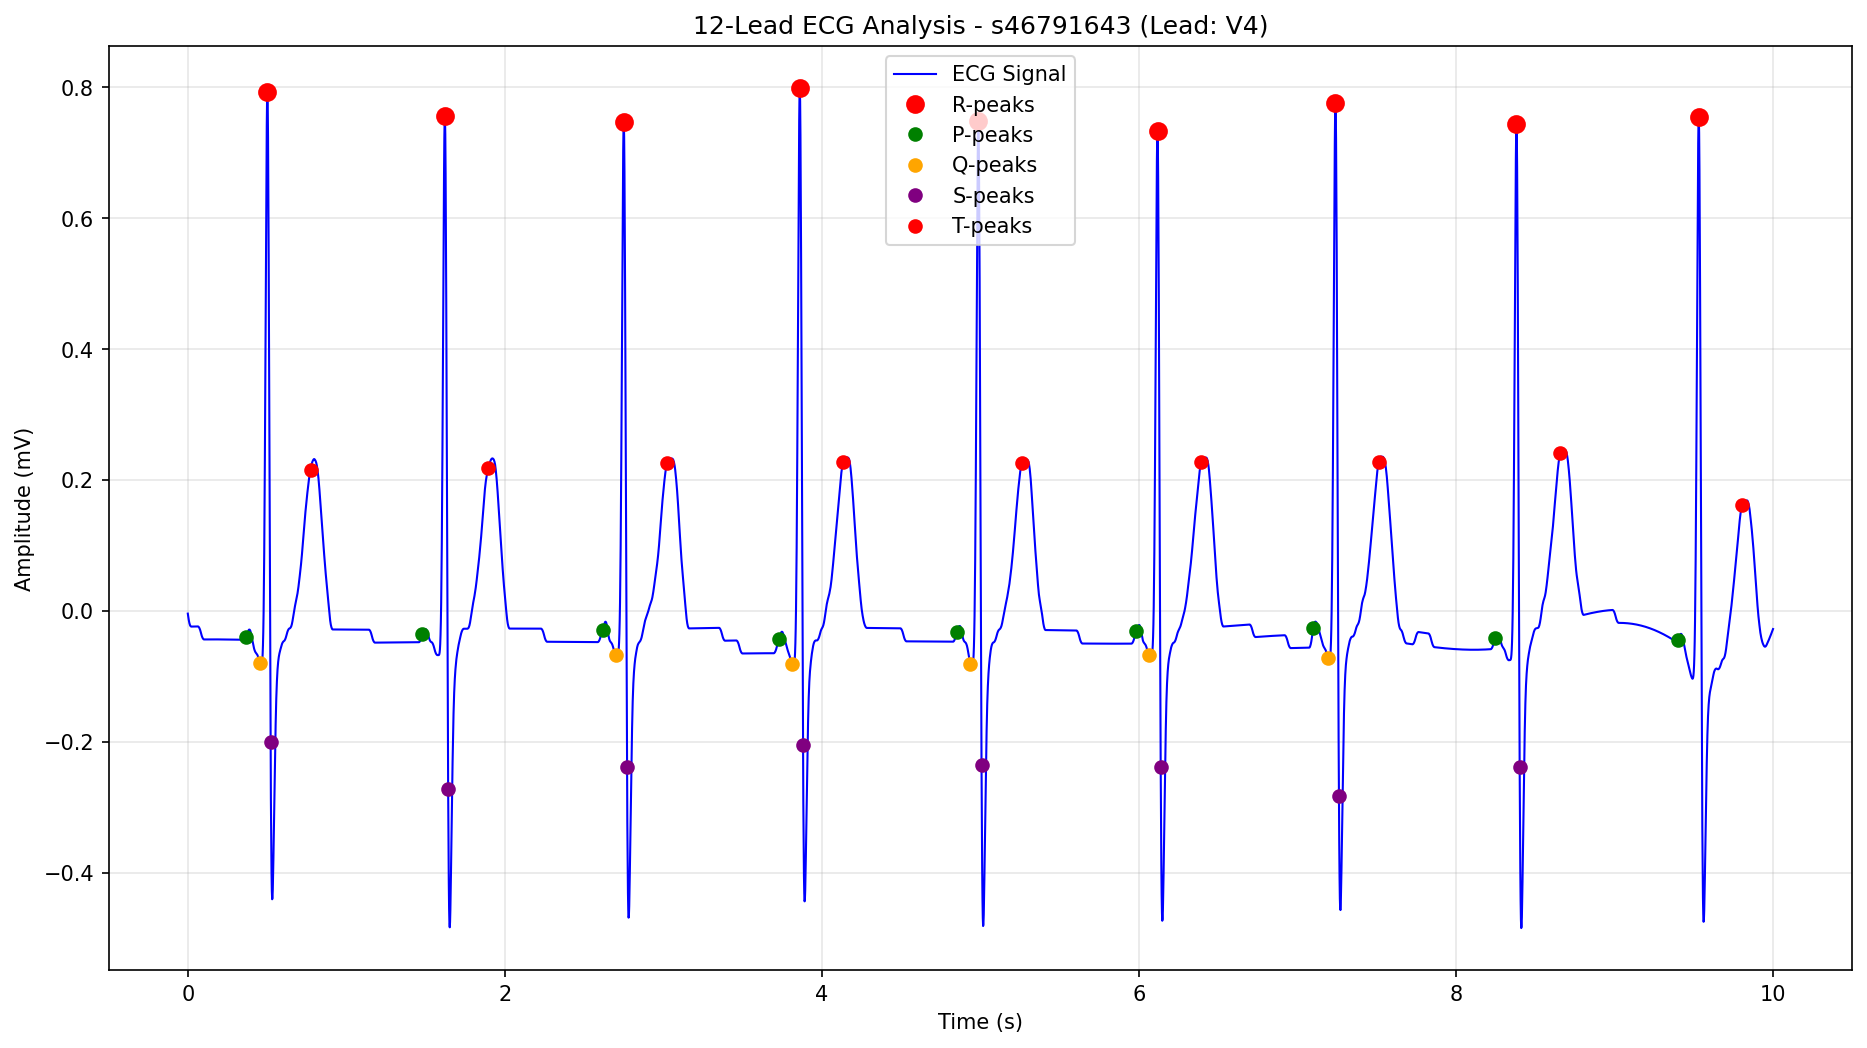 12-Lead ECG Analysis - s46791643 (Lead: V4)
ECG Signal
R-peaks
P-peaks
Q-peaks
S-peaks
T-peaks
Amplitude (mV)
0.8
0.6
0.4
0.2
0.0
−0.2
−0.4
0 2 4 6 8 10
Time (s)